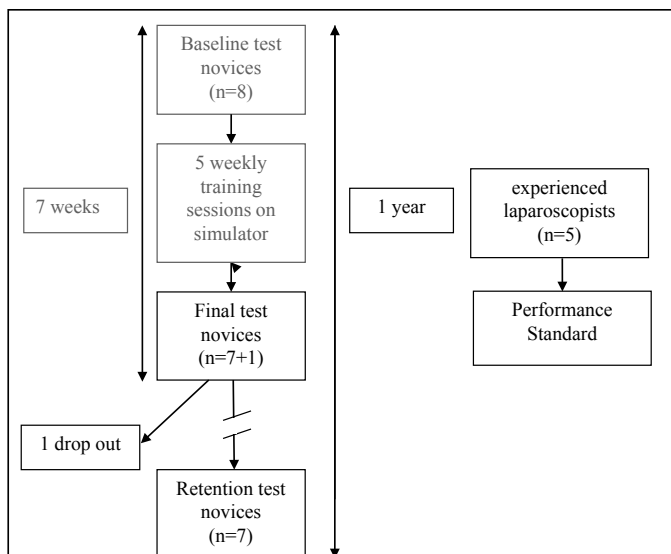 Baseline test
novices
(n=8)
5 weekly
training
sessions on
simulator
7 weeks
1 year
experienced
laparoscopists
(n=5)
Final test
novices
(n=7+1)
Performance
Standard
1 drop out
Retention test
novices
(n=7)